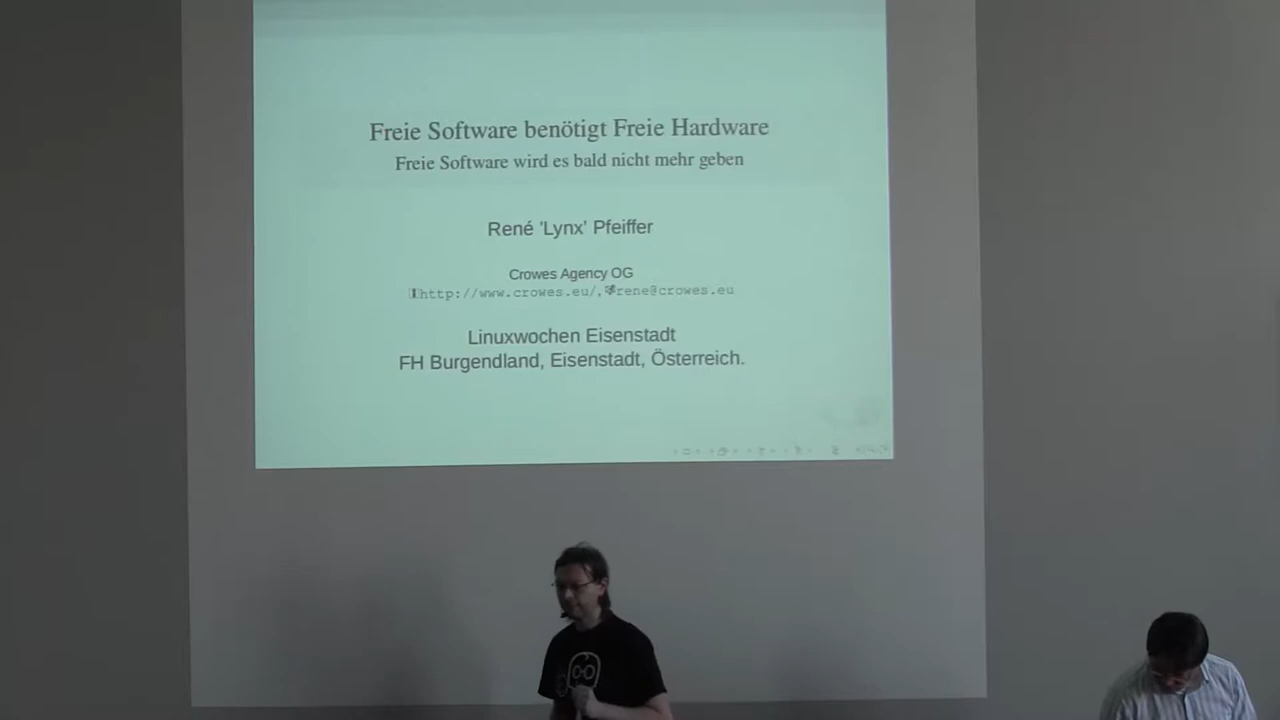 Freie Software benötigt Freie Hardware
Freie Software wird es bald nicht mehr geben
René 'Lynx' Pfeiffer
Crowes Agency OG
http://www.crowes.eu/, rene@crowes.eu
Linuxwochen Eisenstadt
FH Burgendland, Eisenstadt, Österreich.